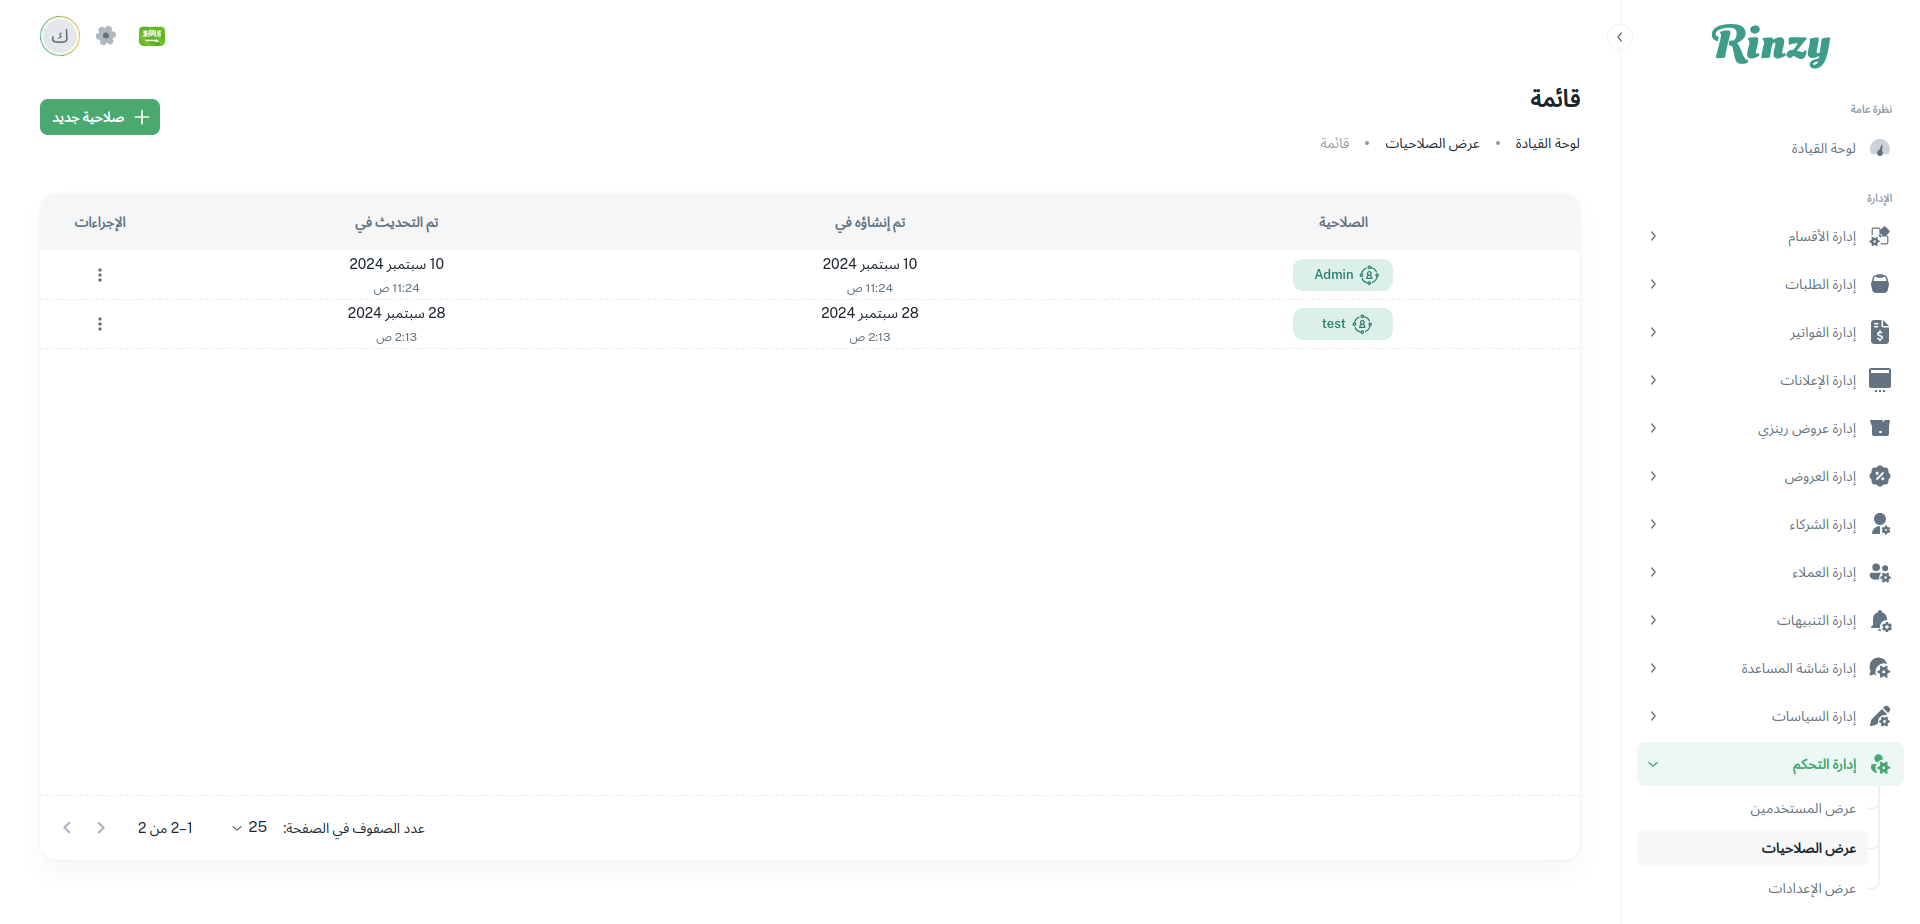 Rinzy
نظرة عامة
لوحة القيادة
الإدارة
إدارة الأقسام
إدارة الطلبات
إدارة الفواتير
إدارة الإعلانات
إدارة عروض رينزي
إدارة العروض
إدارة الشركاء
إدارة العملاء
إدارة التنبيهات
إدارة شاشة المساعدة
إدارة السياسات
إدارة التحكم
عرض المستخدمين
عرض الصلاحيات
عرض الإعدادات
ك
قائمة
لوحة القيادة • عرض الصلاحيات • قائمة
صلاحية جديد
الصلاحية تم إنشاؤه في تم التحديث في الإجراءات
Admin 10 سبتمبر 2024 10 سبتمبر 2024
11:24 ص 11:24 ص
test 28 سبتمبر 2024 28 سبتمبر 2024
2:13 ص 2:13 ص
عدد الصفوف في الصفحة: 25 1–2 من 2